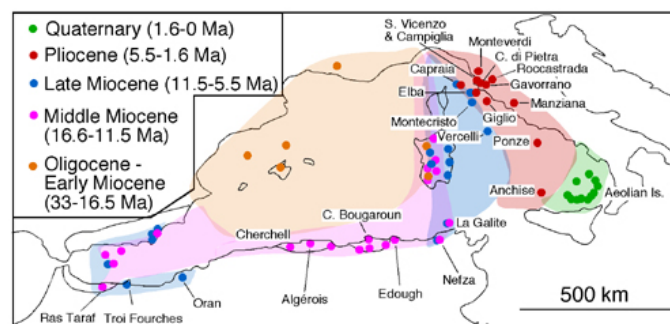 Quaternary (1.6-0 Ma)
Pliocene (5.5-1.6 Ma)
Late Miocene (11.5-5.5 Ma)
Middle Miocene
(16.6-11.5 Ma)
Oligocene -
Early Miocene
(33-16.5 Ma)
S. Vicenzo
& Campiglia
Monteverdi
C. di Pietra
Roccastrada
Capraia
Gavorrano
Elba
Manziana
Giglio
Montecristo
Vercelli
Ponze
Anchise
Aeolian Is.
C. Bougaroun
La Galite
Cherchell
Ras Taraf
Troi Fourches
Oran
Algérois
Edough
Nefza
500 km